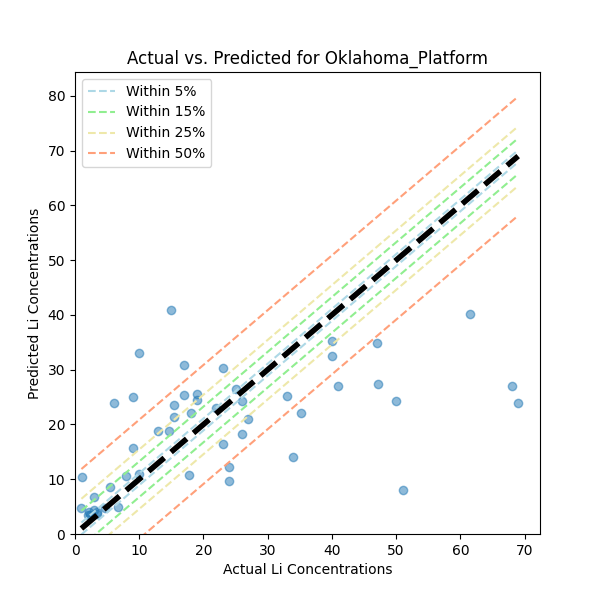 Actual vs. Predicted for Oklahoma_Platform
Within 5%
Within 15%
Within 25%
Within 50%
Predicted Li Concentrations
80
70
60
50
40
30
20
10
0
0 10 20 30 40 50 60 70
Actual Li Concentrations